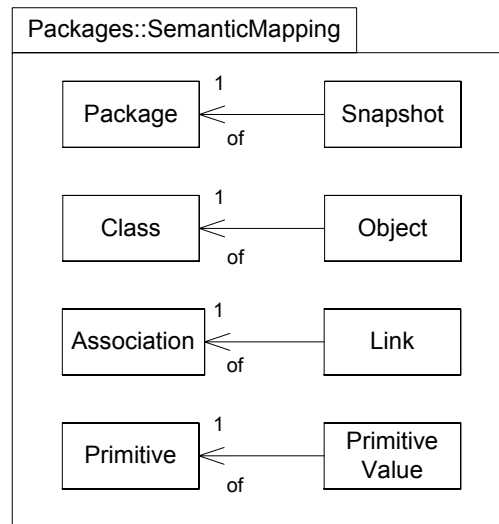 Packages::SemanticMapping
1
Package
Snapshot
of
1
Class
Object
of
1
Association
Link
of
1
Primitive
Primitive
Value
of